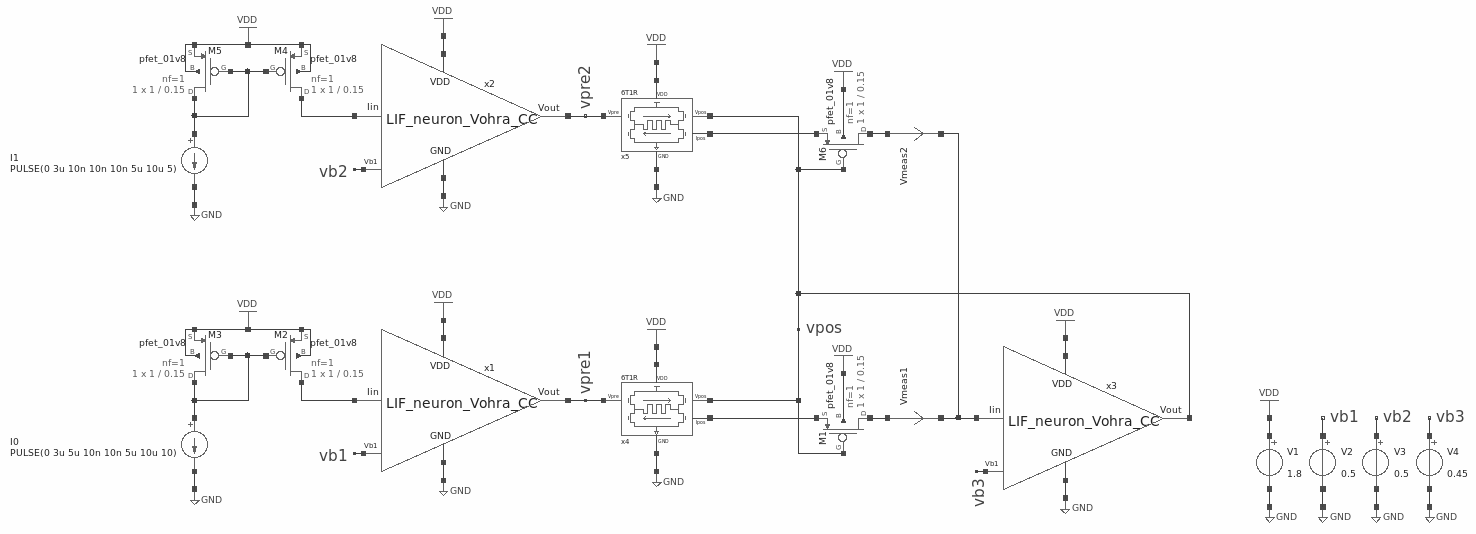 VDD
S
S
M5
M4
pfet_01v8
B
G
G
B
pfet_01v8
nf=1
nf=1
1 x 1 / 0.15
D
D
1 x 1 / 0.15
I1
PULSE(0 3u 10n 10n 10n 5u 10u 5)
+
GND
VDD
VDD
x2
Iin
LIF_neuron_Vohra_CC
Vout
GND
vb2
Vb1
GND
vpre2
VDD
6T1R
VDD
Vpre
Vpos
Ipos
x5
GND
GND
VDD
pfet_01v8
nf=1
1 x 1 / 0.15
S
B
D
G
M6
Vmeas2
VDD
S
S
M3
M2
pfet_01v8
B
G
G
B
pfet_01v8
nf=1
nf=1
1 x 1 / 0.15
D
D
1 x 1 / 0.15
I0
PULSE(0 3u 5u 10n 10n 5u 10u 10)
+
GND
VDD
VDD
x1
Iin
LIF_neuron_Vohra_CC
Vout
GND
vb1
Vb1
GND
vpre1
VDD
6T1R
VDD
Vpre
Vpos
Ipos
x4
GND
GND
vpos
VDD
pfet_01v8
nf=1
1 x 1 / 0.15
S
B
D
G
M1
Vmeas1
VDD
VDD
x3
Iin
LIF_neuron_Vohra_CC
Vout
GND
Vb1
vb3
GND
VDD
+
V1
1.8
GND
vb1
+
V2
0.5
GND
vb2
+
V3
0.5
GND
vb3
+
V4
0.45
GND